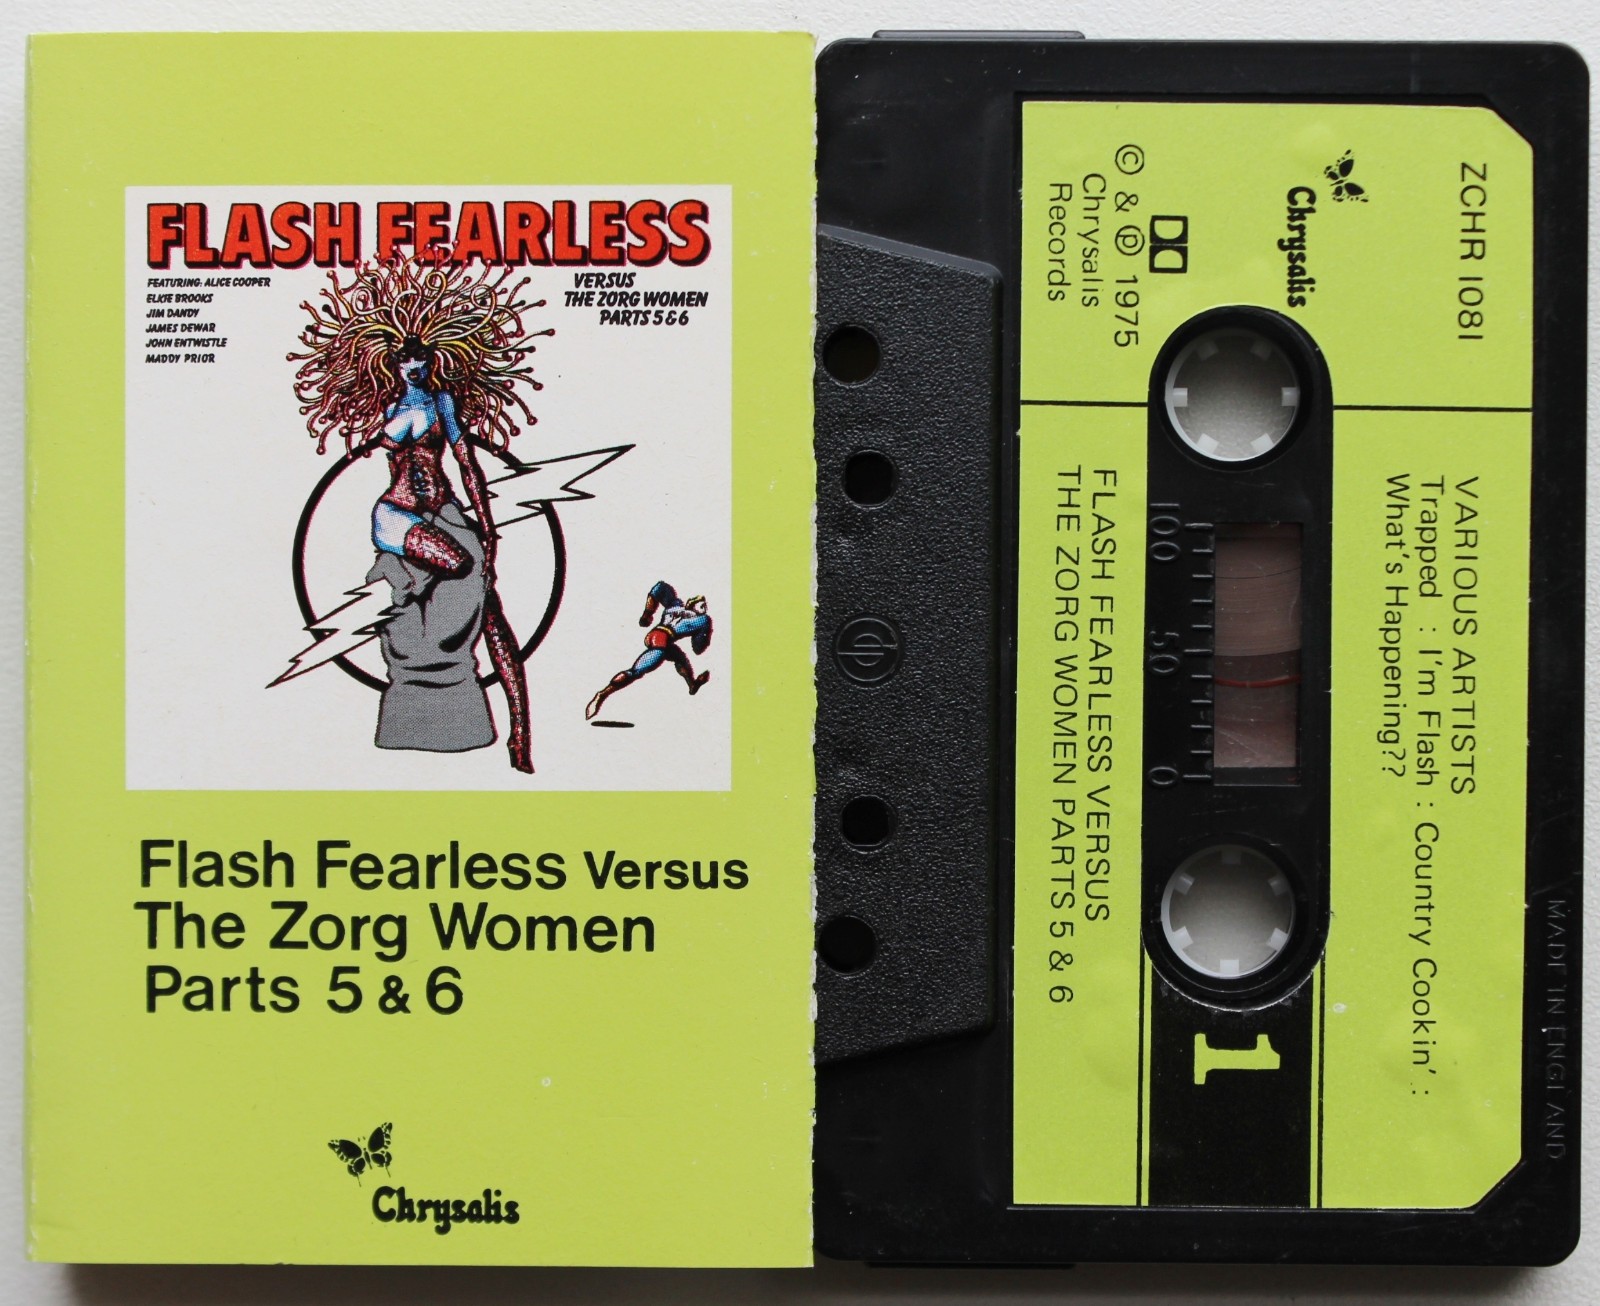 FLASH FEARLESS
VERSUS
THE ZORG WOMEN
PARTS 5 & 6
FEATURING: ALICE COOPER
ELKIE BROOKS
JIM DANDY
JAMES DEWAR
JOHN ENTWISTLE
MADDY PRIOR
Flash Fearless Versus
The Zorg Women
Parts 5 & 6
Chrysalis
ZCHR 1081
Chrysalis
© & ℗ 1975
Chrysalis
Records
VARIOUS ARTISTS
Trapped : I'm Flash : Country Cookin' :
What's Happening??
100 50 0
1
FLASH FEARLESS VERSUS
THE ZORG WOMEN PARTS 5 & 6
MADE IN ENGLAND